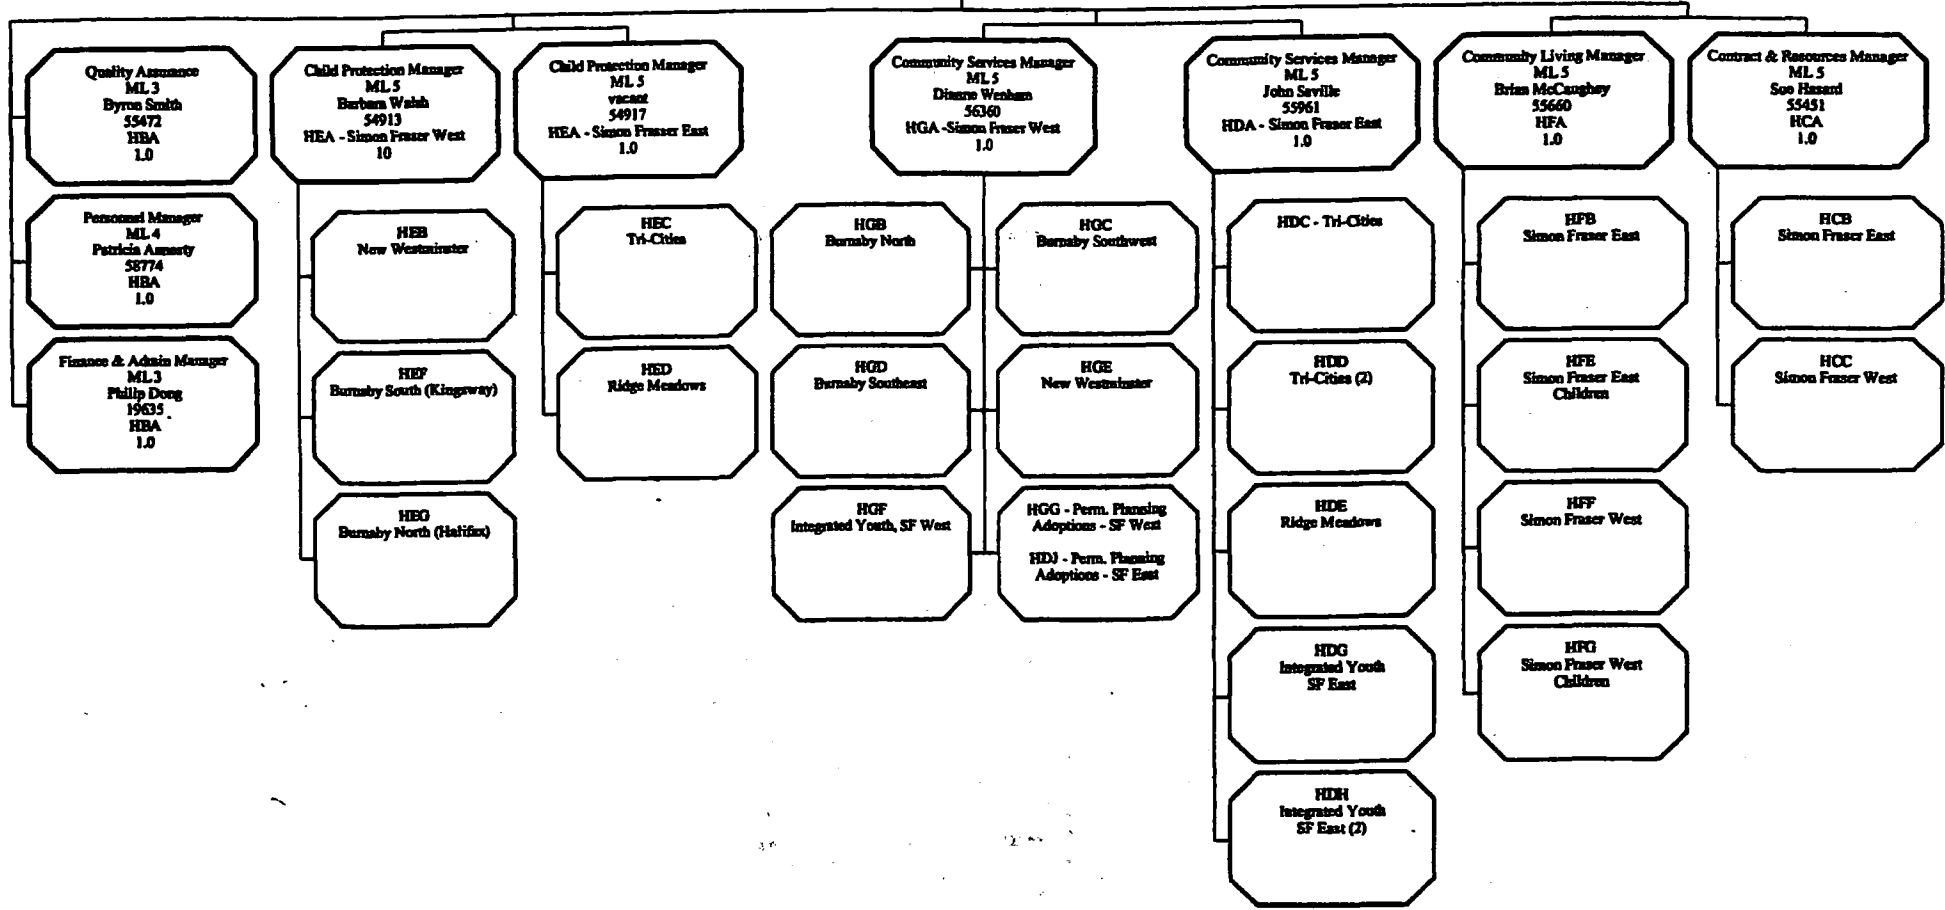 Quality Assurance
ML 3
Byron Smith
55472
HBA
1.0
Personnel Manager
ML 4
Patricia Annesty
58774
HBA
1.0
Finance & Admin Manager
ML 3
Philip Dong
19635
HBA
1.0
Child Protection Manager
ML 5
Barbara Walsh
54913
HEA - Simon Fraser West
10
HEB
New Westminster
HEF
Burnaby South (Kingsway)
HEG
Burnaby North (Halifax)
Child Protection Manager
ML 5
vacant
54917
HEA - Simon Frasser East
1.0
HEC
Tri-Cities
HED
Ridge Meadows
Community Services Manager
ML 5
Dianne Wenham
56360
HGA -Simon Fraser West
1.0
HGB
Burnaby North
HGC
Burnaby Southwest
HGD
Burnaby Southeast
HGE
New Westminster
HGF
Integrated Youth, SF West
HGG - Perm. Planning
Adoptions - SF West
HDJ - Perm. Planning
Adoptions - SF East
Community Services Manager
ML 5
John Saville
55961
HDA - Simon Fraser East
1.0
HDC - Tri-Cities
HDD
Tri-Cities (2)
HDE
Ridge Meadows
HDG
Integrated Youth
SF East
HDH
Integrated Youth
SF East (2)
Community Living Manager
ML 5
Brian McCaughey
55660
HFA
1.0
HFB
Simon Fraser East
HFE
Simon Fraser East
Children
HFF
Simon Fraser West
HFG
Simon Fraser West
Children
Contract & Resources Manager
ML 5
Sue Hasard
55451
HCA
1.0
HCB
Simon Fraser East
HCC
Simon Fraser West